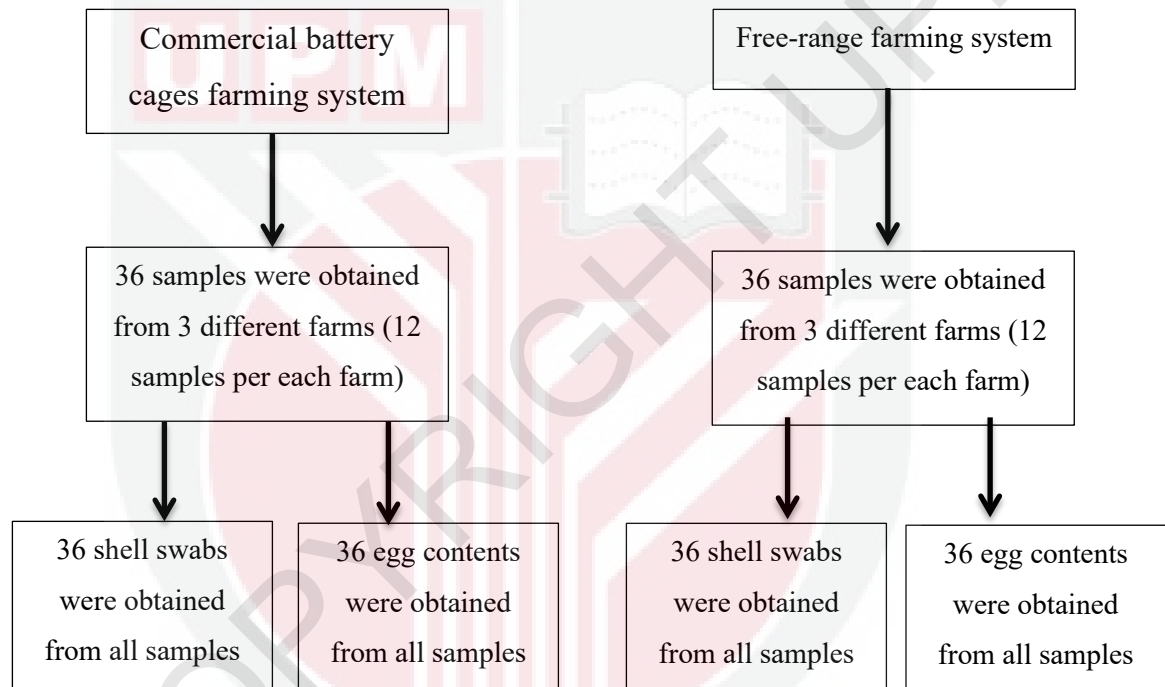 Commercial battery
cages farming system
Free-range farming system
36 samples were obtained
from 3 different farms (12
samples per each farm)
36 samples were obtained
from 3 different farms (12
samples per each farm)
36 shell swabs
were obtained
from all samples
36 egg contents
were obtained
from all samples
36 shell swabs
were obtained
from all samples
36 egg contents
were obtained
from all samples
UPM
COPYRIGHT UPM